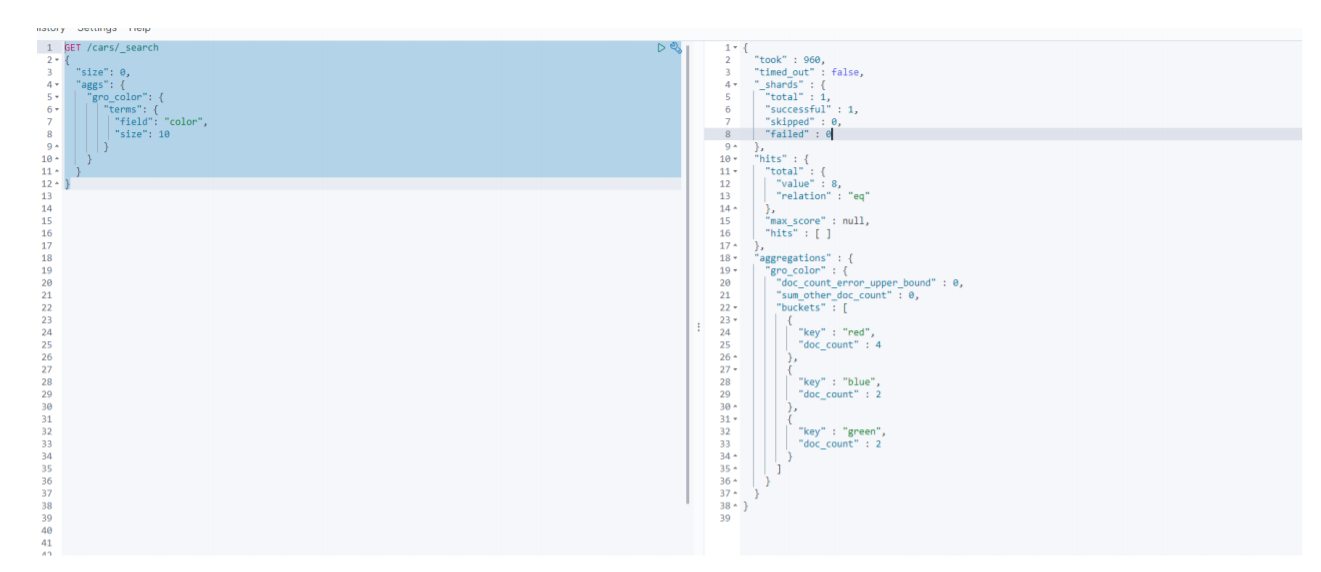 History Settings Help
1 GET /cars/_search
2 {
3 "size": 0,
4 "aggs": {
5 "gro_color": {
6 "terms": {
7 "field": "color",
8 "size": 10
9 }
10 }
11 }
12 }
13
14
15
16
17
18
19
20
21
22
23
24
25
26
27
28
29
30
31
32
33
34
35
36
37
38
39
40
41
42
1 {
2 "took" : 960,
3 "timed_out" : false,
4 "_shards" : {
5 "total" : 1,
6 "successful" : 1,
7 "skipped" : 0,
8 "failed" : 0
9 },
10 "hits" : {
11 "total" : {
12 "value" : 8,
13 "relation" : "eq"
14 },
15 "max_score" : null,
16 "hits" : [ ]
17 },
18 "aggregations" : {
19 "gro_color" : {
20 "doc_count_error_upper_bound" : 0,
21 "sum_other_doc_count" : 0,
22 "buckets" : [
23 {
24 "key" : "red",
25 "doc_count" : 4
26 },
27 {
28 "key" : "blue",
29 "doc_count" : 2
30 },
31 {
32 "key" : "green",
33 "doc_count" : 2
34 }
35 ]
36 }
37 }
38 }
39